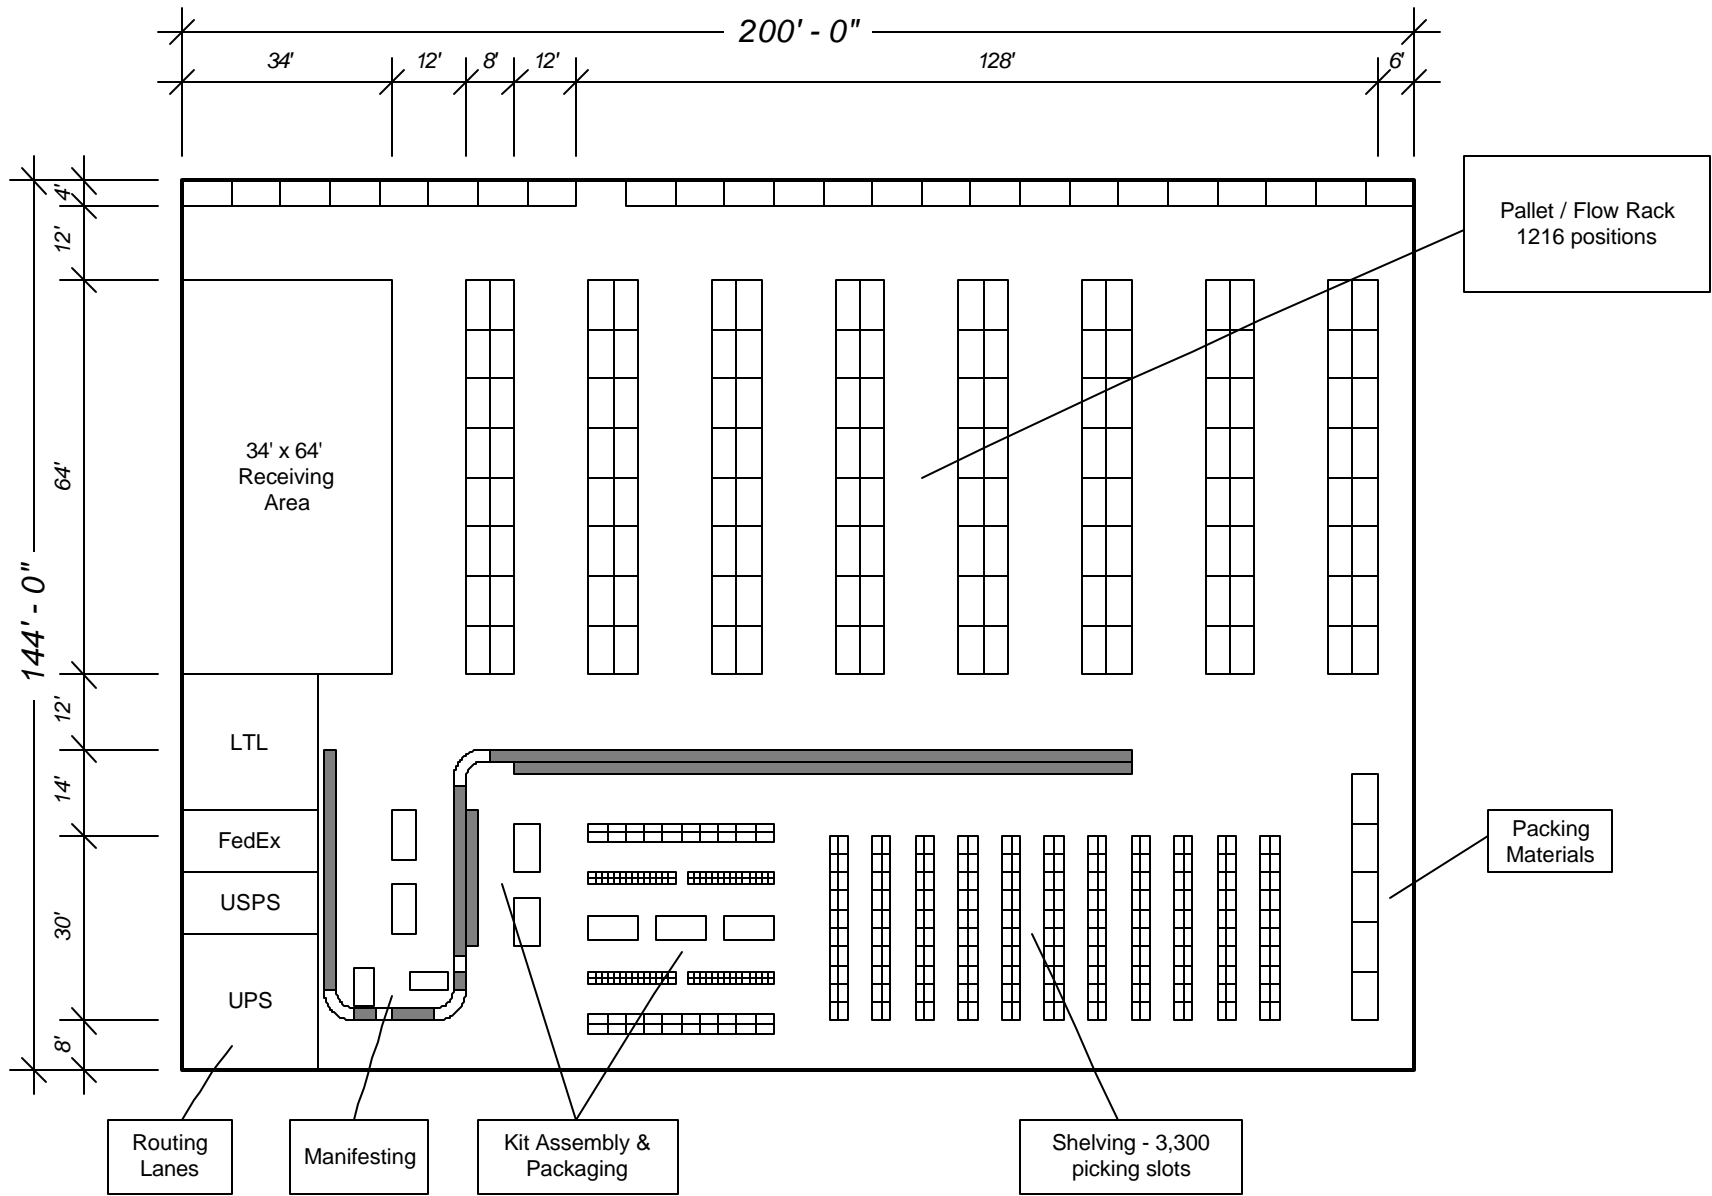 200' - 0"
34'
12'
8'
12'
128'
6'
144' - 0"
4'
12'
64'
12'
14'
30'
8'
Pallet / Flow Rack
1216 positions
34' x 64'
Receiving
Area
LTL
FedEx
USPS
UPS
Packing
Materials
Routing
Lanes
Manifesting
Kit Assembly &
Packaging
Shelving - 3,300
picking slots